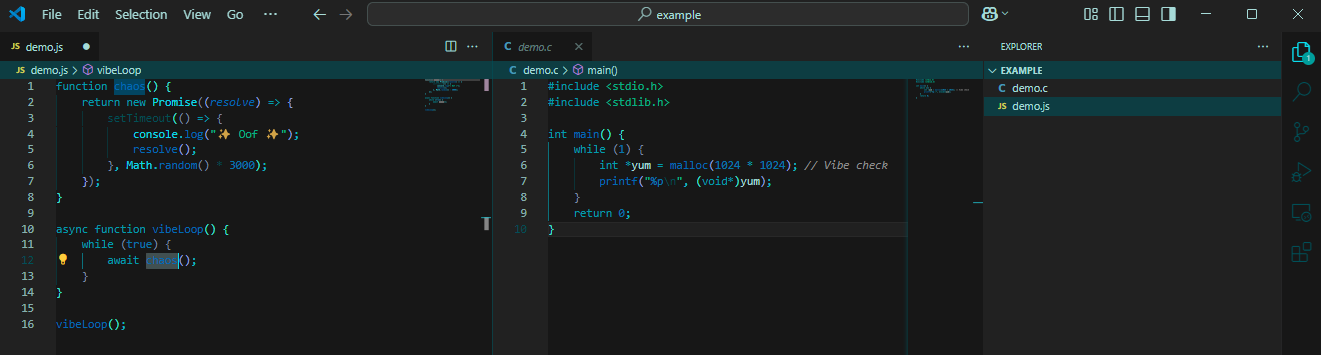 File Edit Selection View Go ··· example
JS demo.js ● ···
JS demo.js > vibeLoop
1 function chaos() {
2     return new Promise((resolve) => {
3         setTimeout(() => {
4             console.log("✨ Oof ✨");
5             resolve();
6         }, Math.random() * 3000);
7     });
8 }
9
10 async function vibeLoop() {
11     while (true) {
12         await chaos();
13     }
14 }
15
16 vibeLoop();
C demo.c ···
C demo.c > main()
1 #include <stdio.h>
2 #include <stdlib.h>
3
4 int main() {
5     while (1) {
6         int *yum = malloc(1024 * 1024); // Vibe check
7         printf("%p\n", (void*)yum);
8     }
9     return 0;
10 }
EXPLORER ···
EXAMPLE
C demo.c
JS demo.js
1